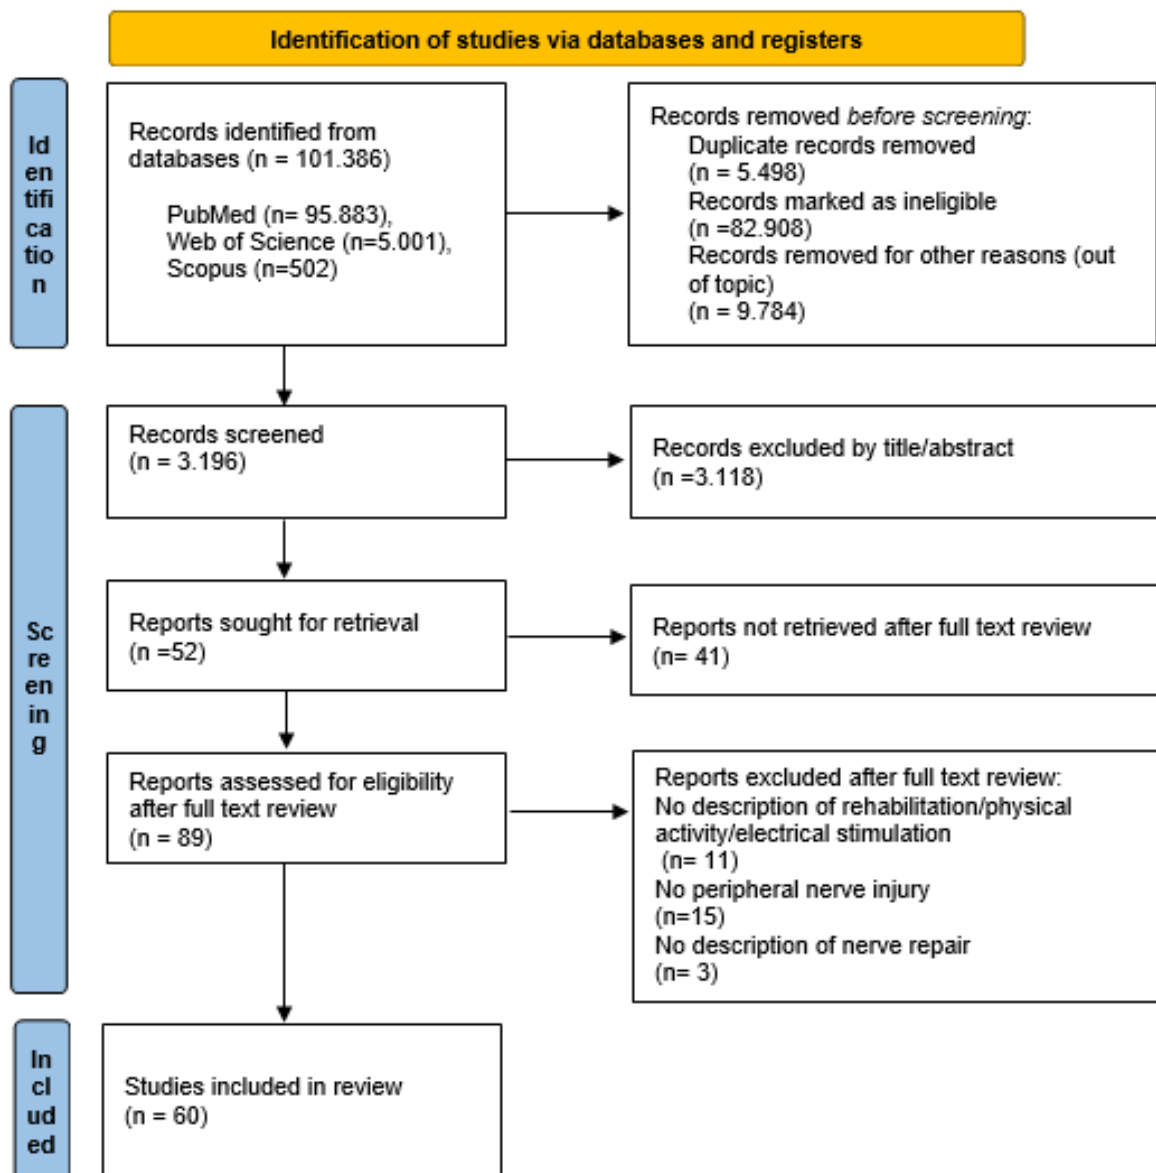 Identification of studies via databases and registers
Id
en
tifi
ca
tio
n
Records identified from
databases (n = 101.386)
PubMed (n= 95.883),
Web of Science (n=5.001),
Scopus (n=502)
Records removed before screening:
Duplicate records removed
(n = 5.498)
Records marked as ineligible
(n =82.908)
Records removed for other reasons (out
of topic)
(n = 9.784)
Sc
re
en
in
g
Records screened
(n = 3.196)
Records excluded by title/abstract
(n =3.118)
Reports sought for retrieval
(n =52)
Reports not retrieved after full text review
(n= 41)
Reports assessed for eligibility
after full text review
(n = 89)
Reports excluded after full text review:
No description of rehabilitation/physical
activity/electrical stimulation
(n= 11)
No peripheral nerve injury
(n=15)
No description of nerve repair
(n= 3)
In
cl
ud
ed
Studies included in review
(n = 60)